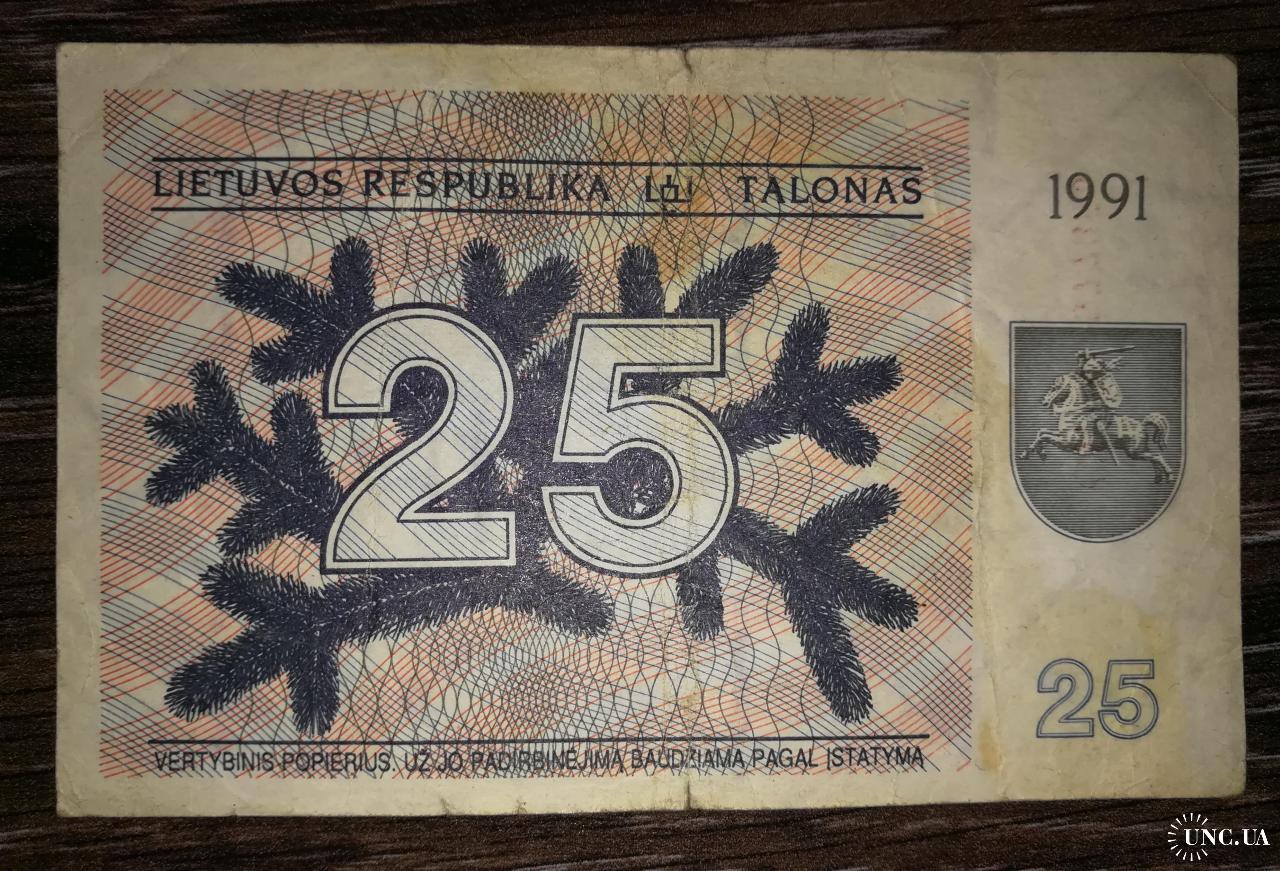 LIETUVOS RESPUBLIKA TALONAS
1991
25
25
VERTYBINIS POPIERIUS. UŽ JO PADIRBINĖJIMĄ BAUDŽIAMA PAGAL ĮSTATYMĄ
UNC.UA